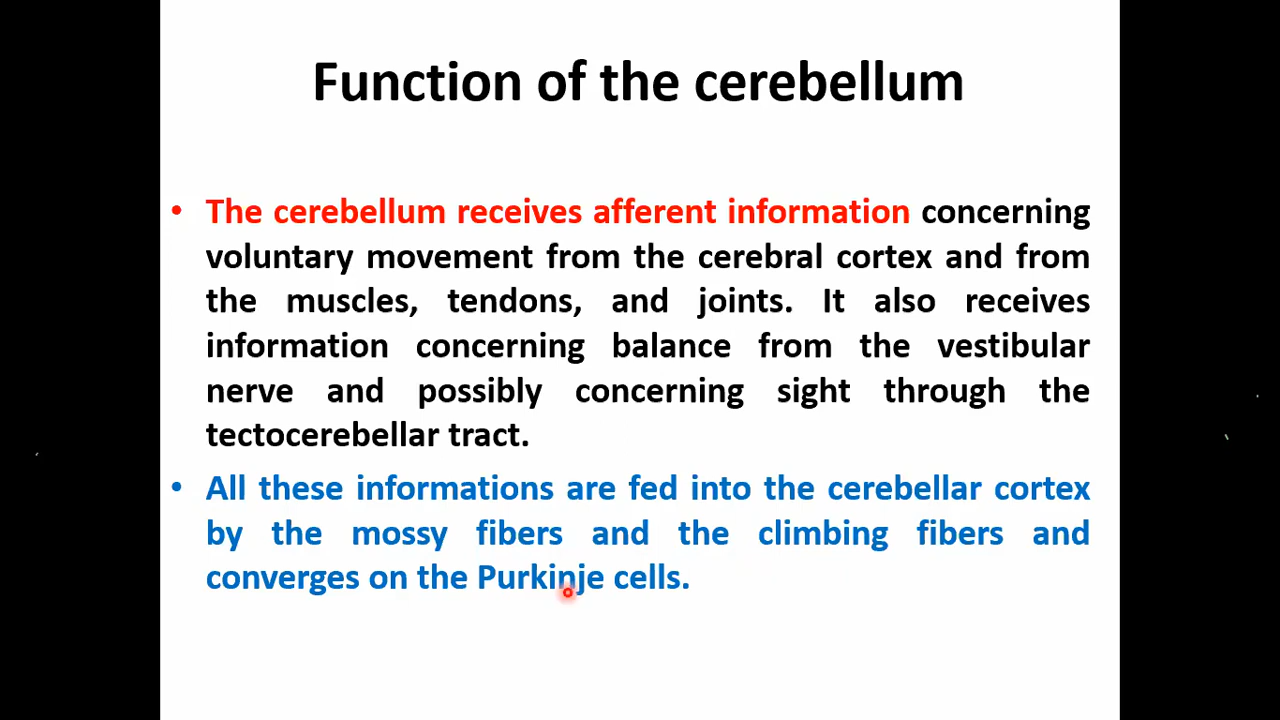 Function of the cerebellum
• The cerebellum receives afferent information concerning
voluntary movement from the cerebral cortex and from
the muscles, tendons, and joints. It also receives
information concerning balance from the vestibular
nerve and possibly concerning sight through the
tectocerebellar tract.
• All these informations are fed into the cerebellar cortex
by the mossy fibers and the climbing fibers and
converges on the Purkinje cells.